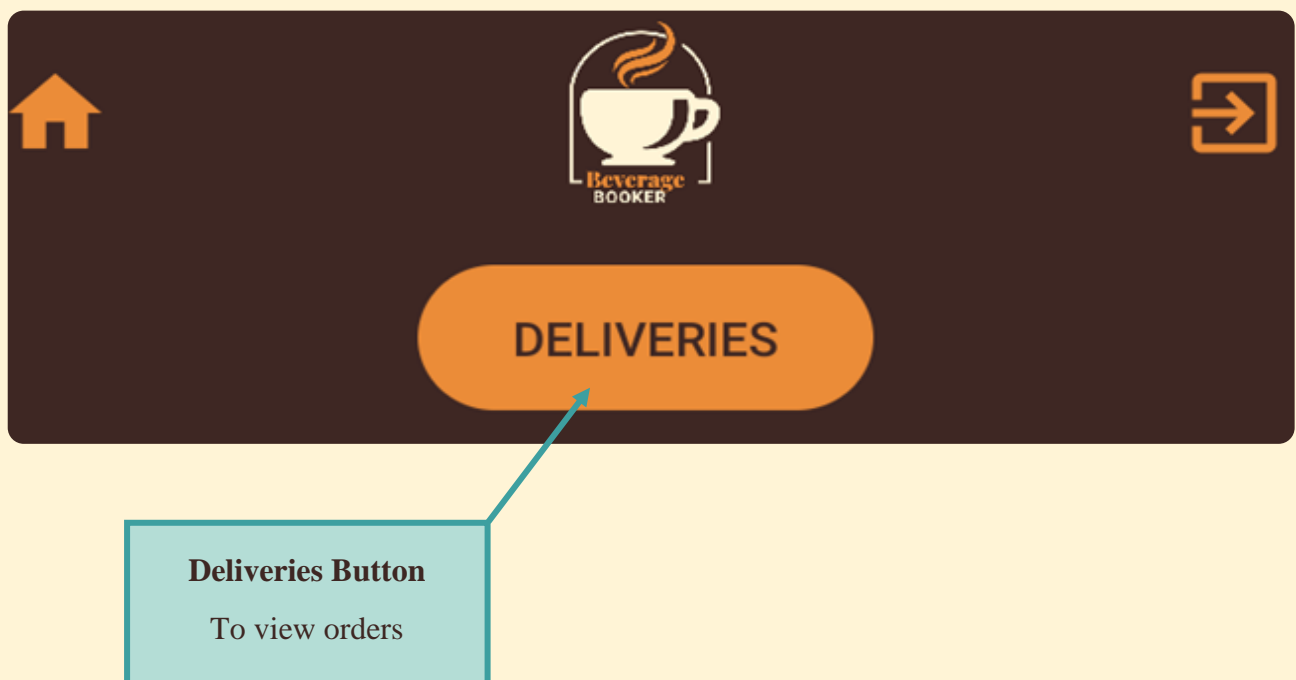 Beverage
BOOKER
DELIVERIES
Deliveries Button
To view orders